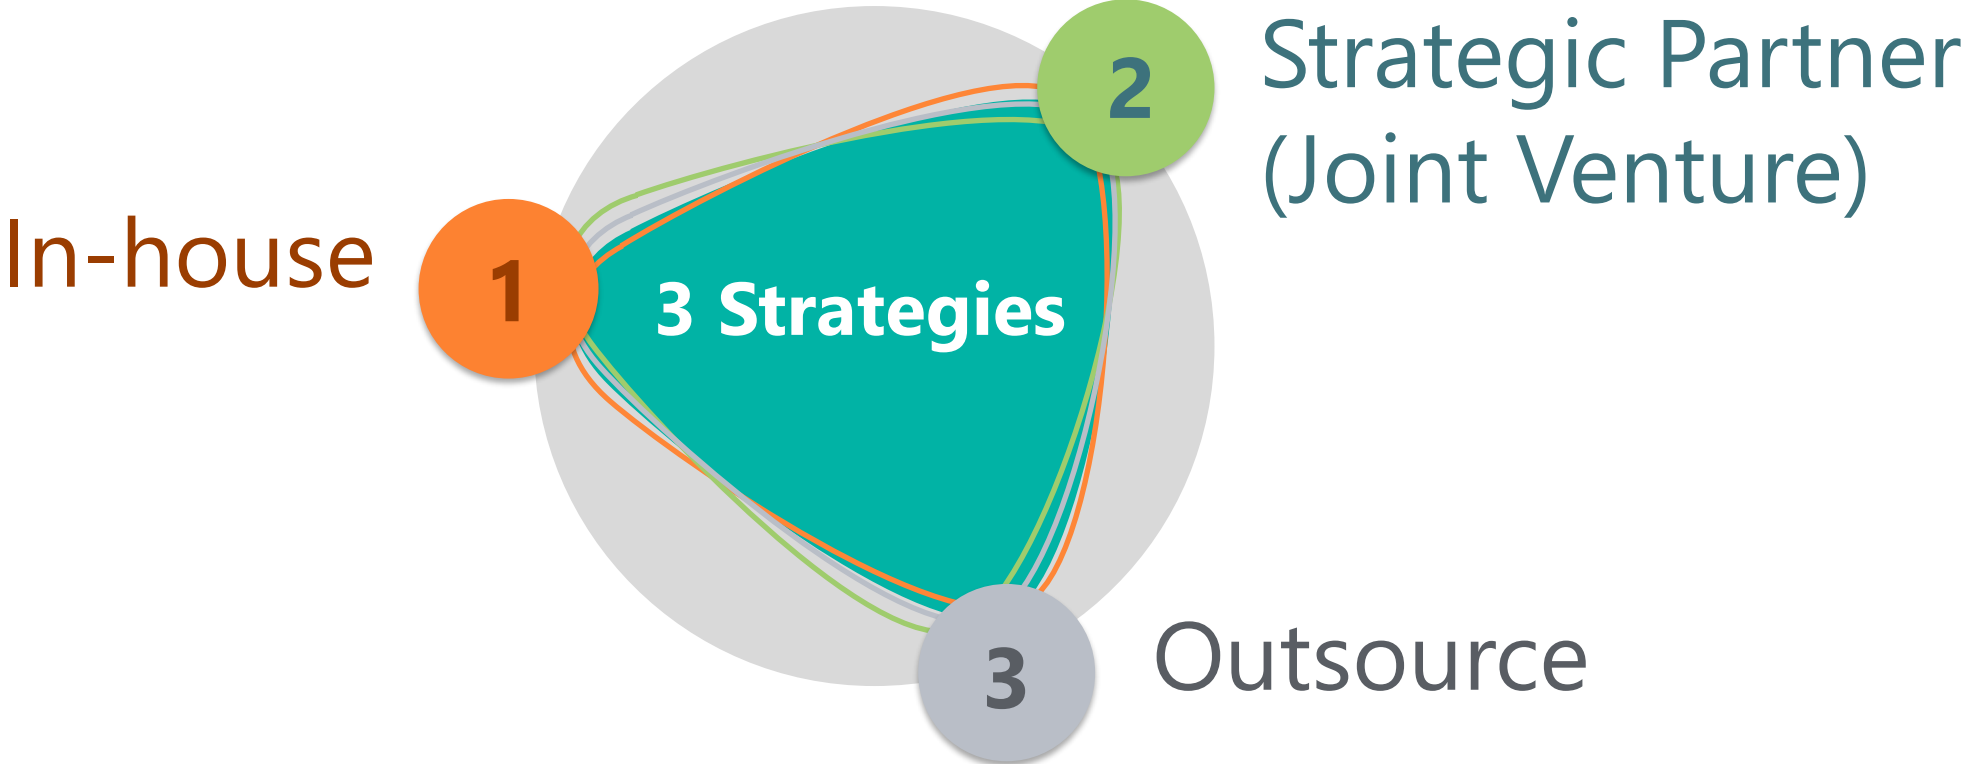 In-house
1
2
Strategic Partner
(Joint Venture)
3 Strategies
3
Outsource